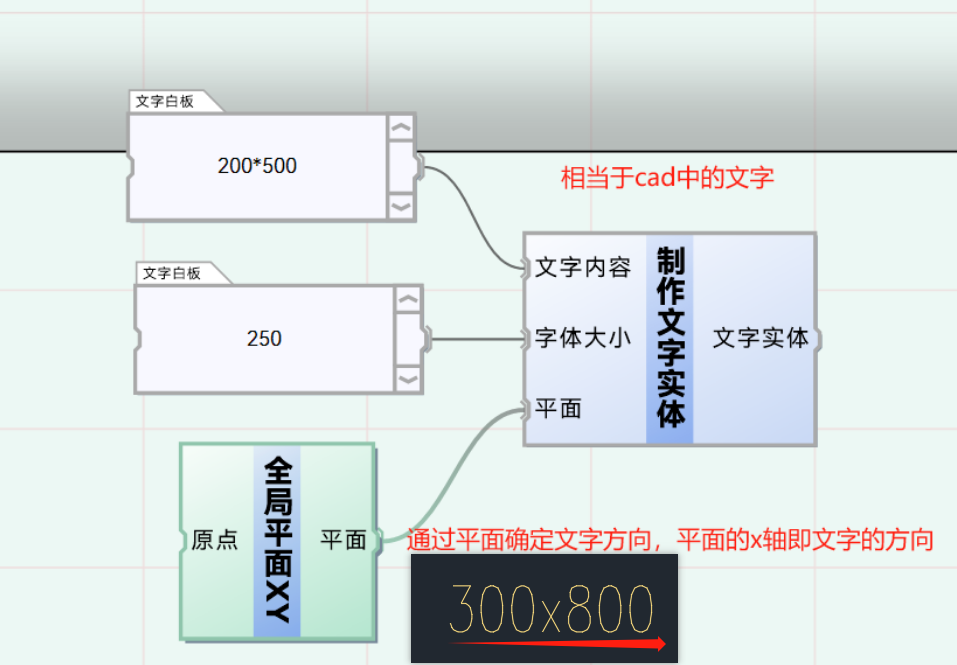 文字白板
200*500
相当于cad中的文字
文字内容
制作文字实体
文字白板
250
字体大小
文字实体
平面
原点
全局平面XY
平面
通过平面确定文字方向，平面的x轴即文字的方向
300x800